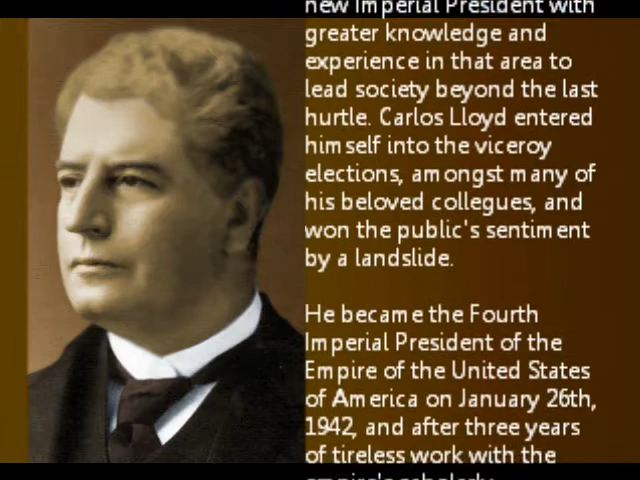 new Imperial President with
greater knowledge and
experience in that area to
lead society beyond the last
hurtle. Carlos Lloyd entered
himself into the viceroy
elections, amongst many of
his beloved collegues, and
won the public's sentiment
by a landslide.
He became the Fourth
Imperial President of the
Empire of the United States
of America on January 26th,
1942, and after three years
of tireless work with the
empire's scholarly